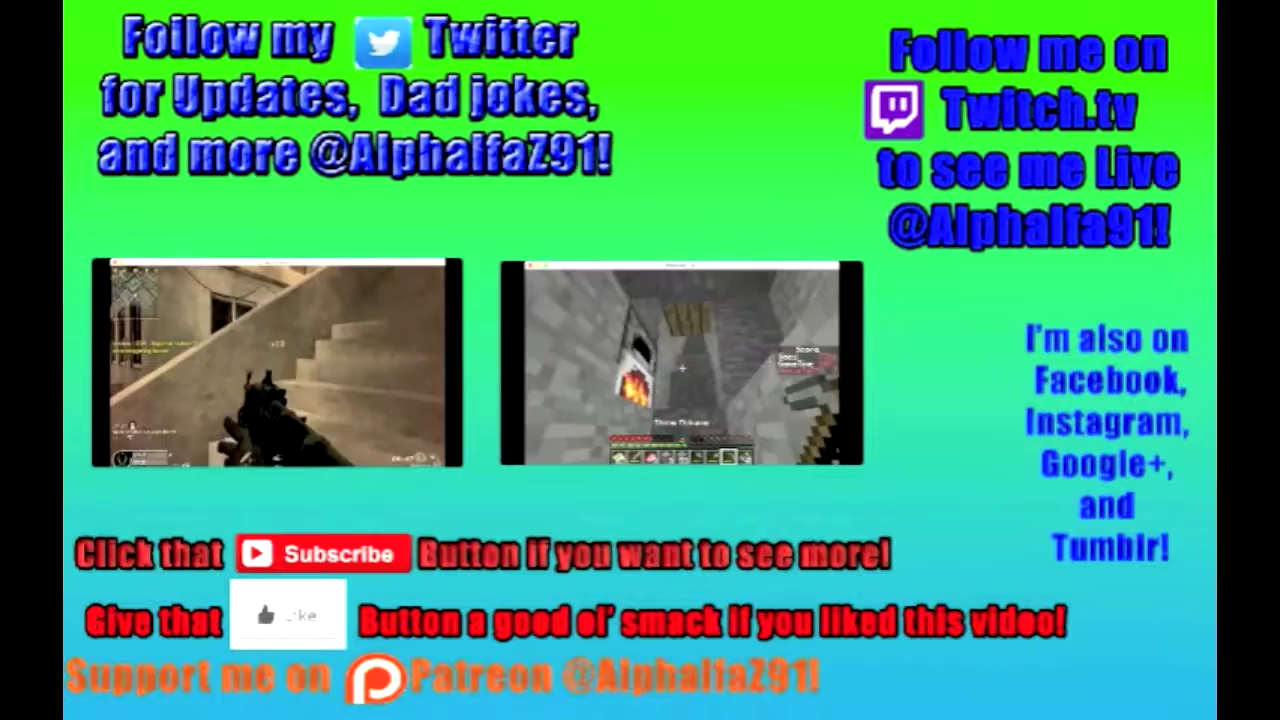 Follow my Twitter
for Updates, Dad jokes,
and more @AlphalfaZ91!
Follow me on
Twitch.tv
to see me Live
@Alphalfa91!
I'm also on
Facebook,
Instagram,
Google+,
and
Tumblr!
Click that Subscribe Button if you want to see more!
Give that Like Button a good ol' smack if you liked this video!
Support me on Patreon @AlphalfaZ91!